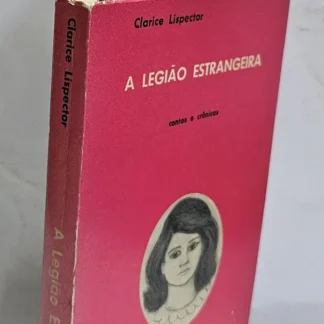 Clarice Lispector
A LEGIÃO ESTRANGEIRA
contos e crônicas
Clarice Lispector
A Legião E